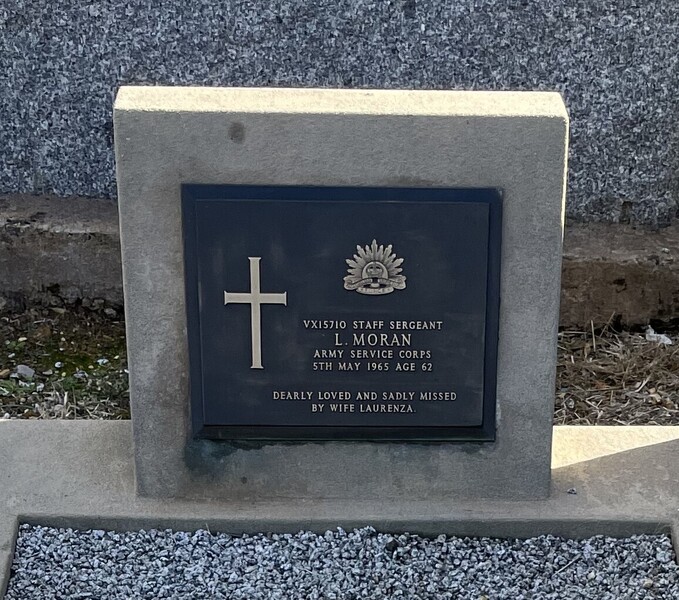 VX15710 STAFF SERGEANT
L. MORAN
ARMY SERVICE CORPS
5TH MAY 1965 AGE 62
DEARLY LOVED AND SADLY MISSED
BY WIFE LAURENZA.